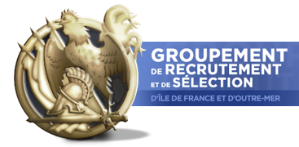 GROUPEMENT
DE RECRUTEMENT
ET DE SÉLECTION
D'ÎLE DE FRANCE ET D'OUTRE-MER